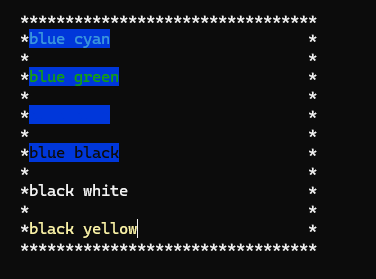 *********************************
*blue cyan                      *
*                               *
*blue green                     *
*                               *
*                               *
*                               *
*blue black                     *
*                               *
*black white                    *
*                               *
*black yellow                   *
*********************************